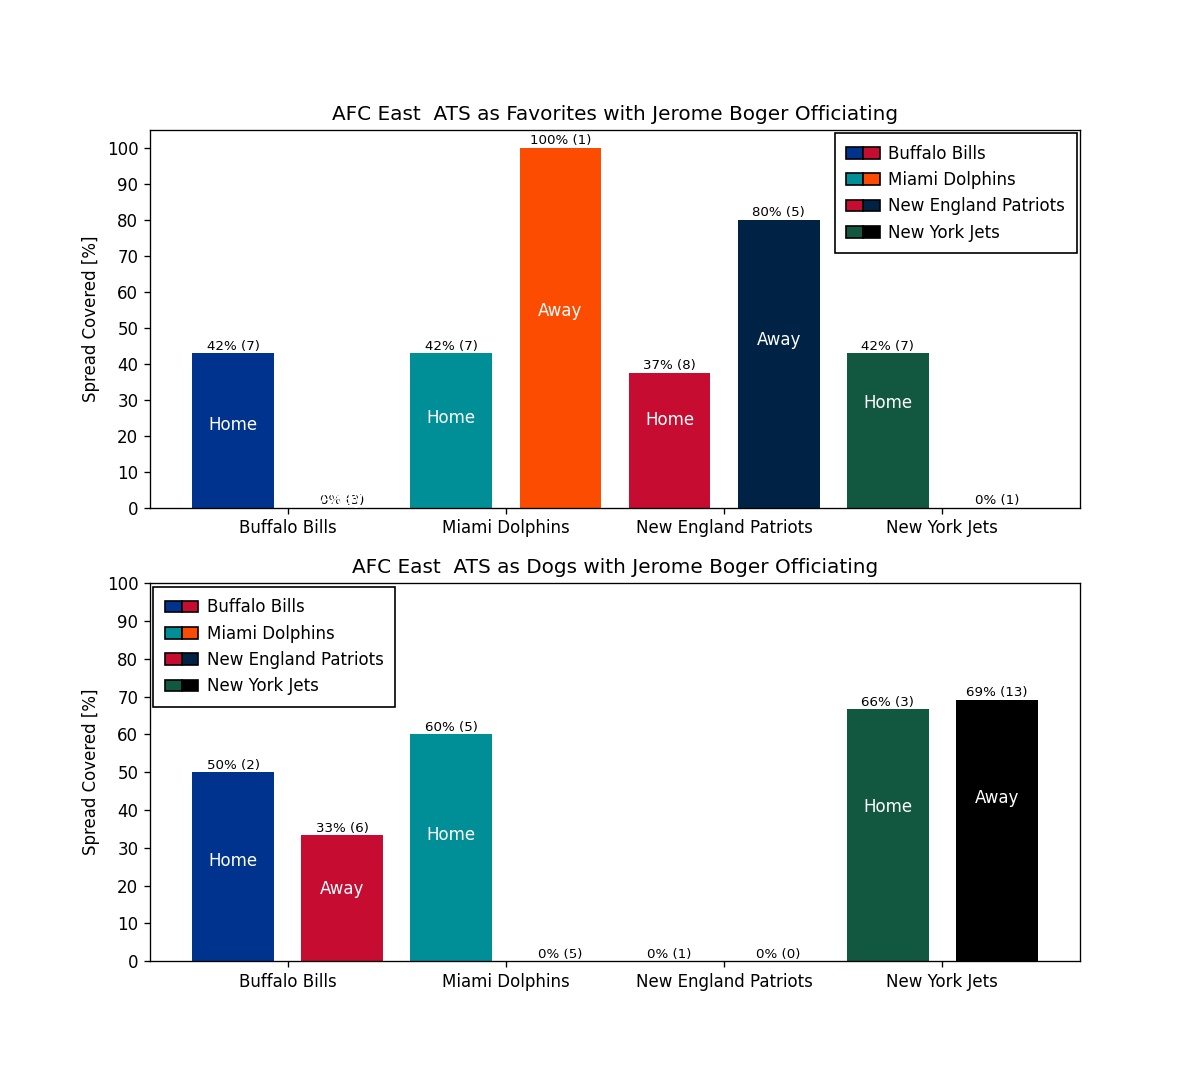 AFC East  ATS as Favorites with Jerome Boger Officiating
Spread Covered [%]
100
90
80
70
60
50
40
30
20
10
0
42% (7)
Home
0% (3)
42% (7)
Home
100% (1)
Away
37% (8)
Home
80% (5)
Away
42% (7)
Home
0% (1)
Buffalo Bills
Miami Dolphins
New England Patriots
New York Jets
Buffalo Bills
Miami Dolphins
New England Patriots
New York Jets
AFC East  ATS as Dogs with Jerome Boger Officiating
Spread Covered [%]
100
90
80
70
60
50
40
30
20
10
0
Buffalo Bills
Miami Dolphins
New England Patriots
New York Jets
50% (2)
Home
33% (6)
Away
60% (5)
Home
0% (5)
0% (1)
0% (0)
66% (3)
Home
69% (13)
Away
Buffalo Bills
Miami Dolphins
New England Patriots
New York Jets